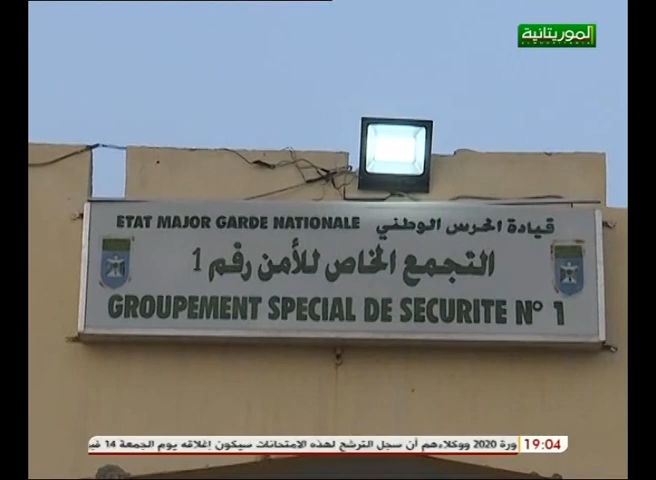 الموريتانية
ETAT MAJOR GARDE NATIONALE قيادة الحرس الوطني
التجمع الخاص للأمن رقم 1
GROUPEMENT SPECIAL DE SECURITE N° 1
19:04 ورة 2020 ووكلاءهم أن سجل الترشح لهذه الامتحانات سيكون إغلاقه يوم الجمعة 14